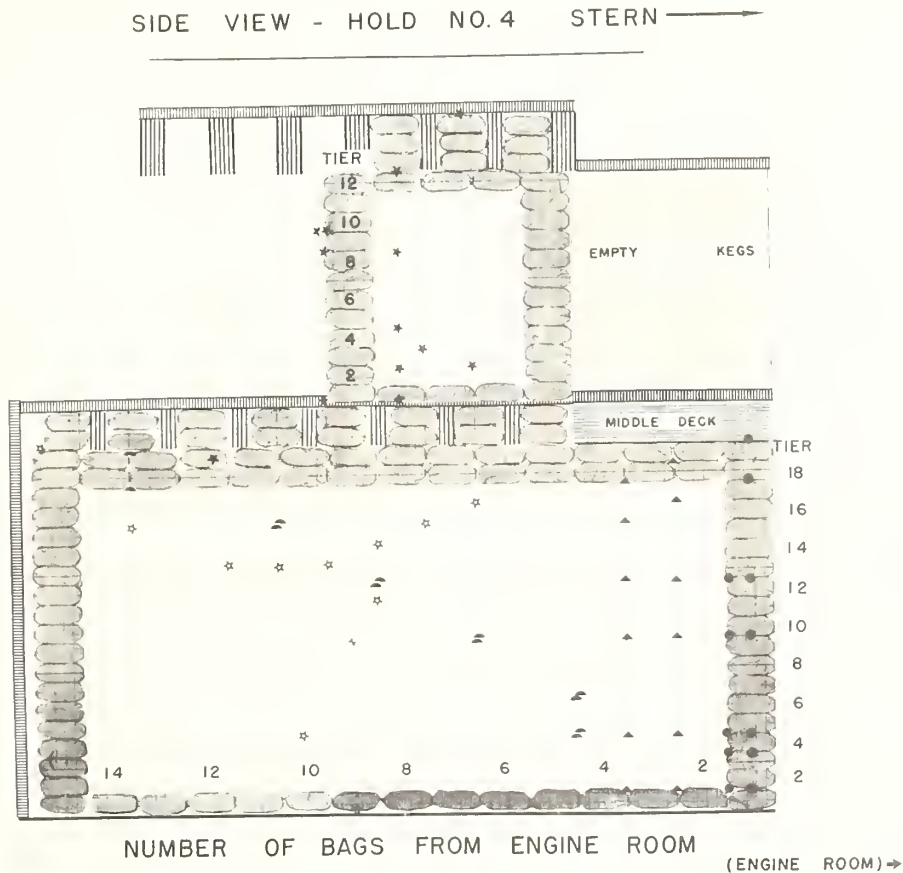 SIDE VIEW - HOLD NO. 4 STERN
TIER
12
10
8
6
4
2
EMPTY KEGS
MIDDLE DECK
TIER
18
16
14
12
10
8
6
4
2
14 12 10 8 6 4 2
NUMBER OF BAGS FROM ENGINE ROOM
(ENGINE ROOM)→